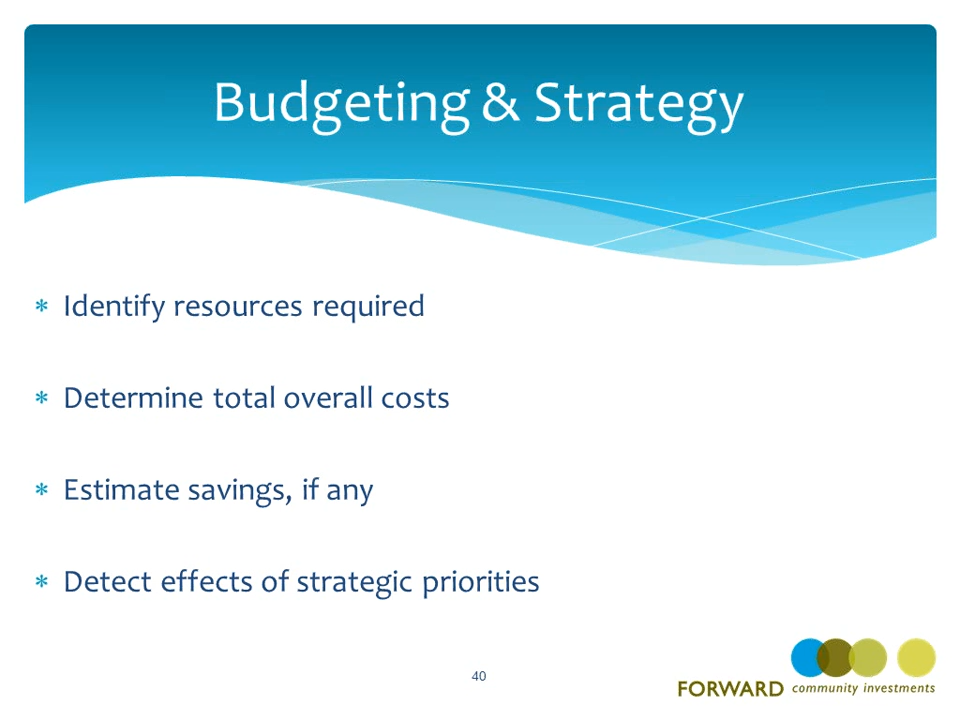 Budgeting & Strategy
* Identify resources required
* Determine total overall costs
* Estimate savings, if any
* Detect effects of strategic priorities
40
FORWARD community investments